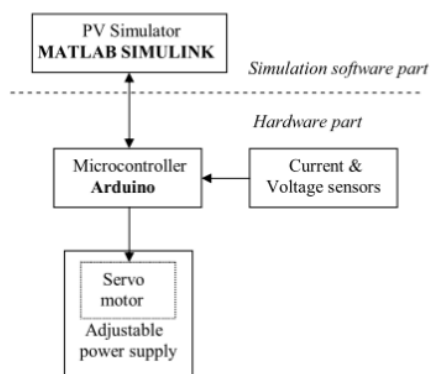 PV Simulator
MATLAB SIMULINK
Simulation software part
Hardware part
Microcontroller
Arduino
Current &
Voltage sensors
Servo
motor
Adjustable
power supply